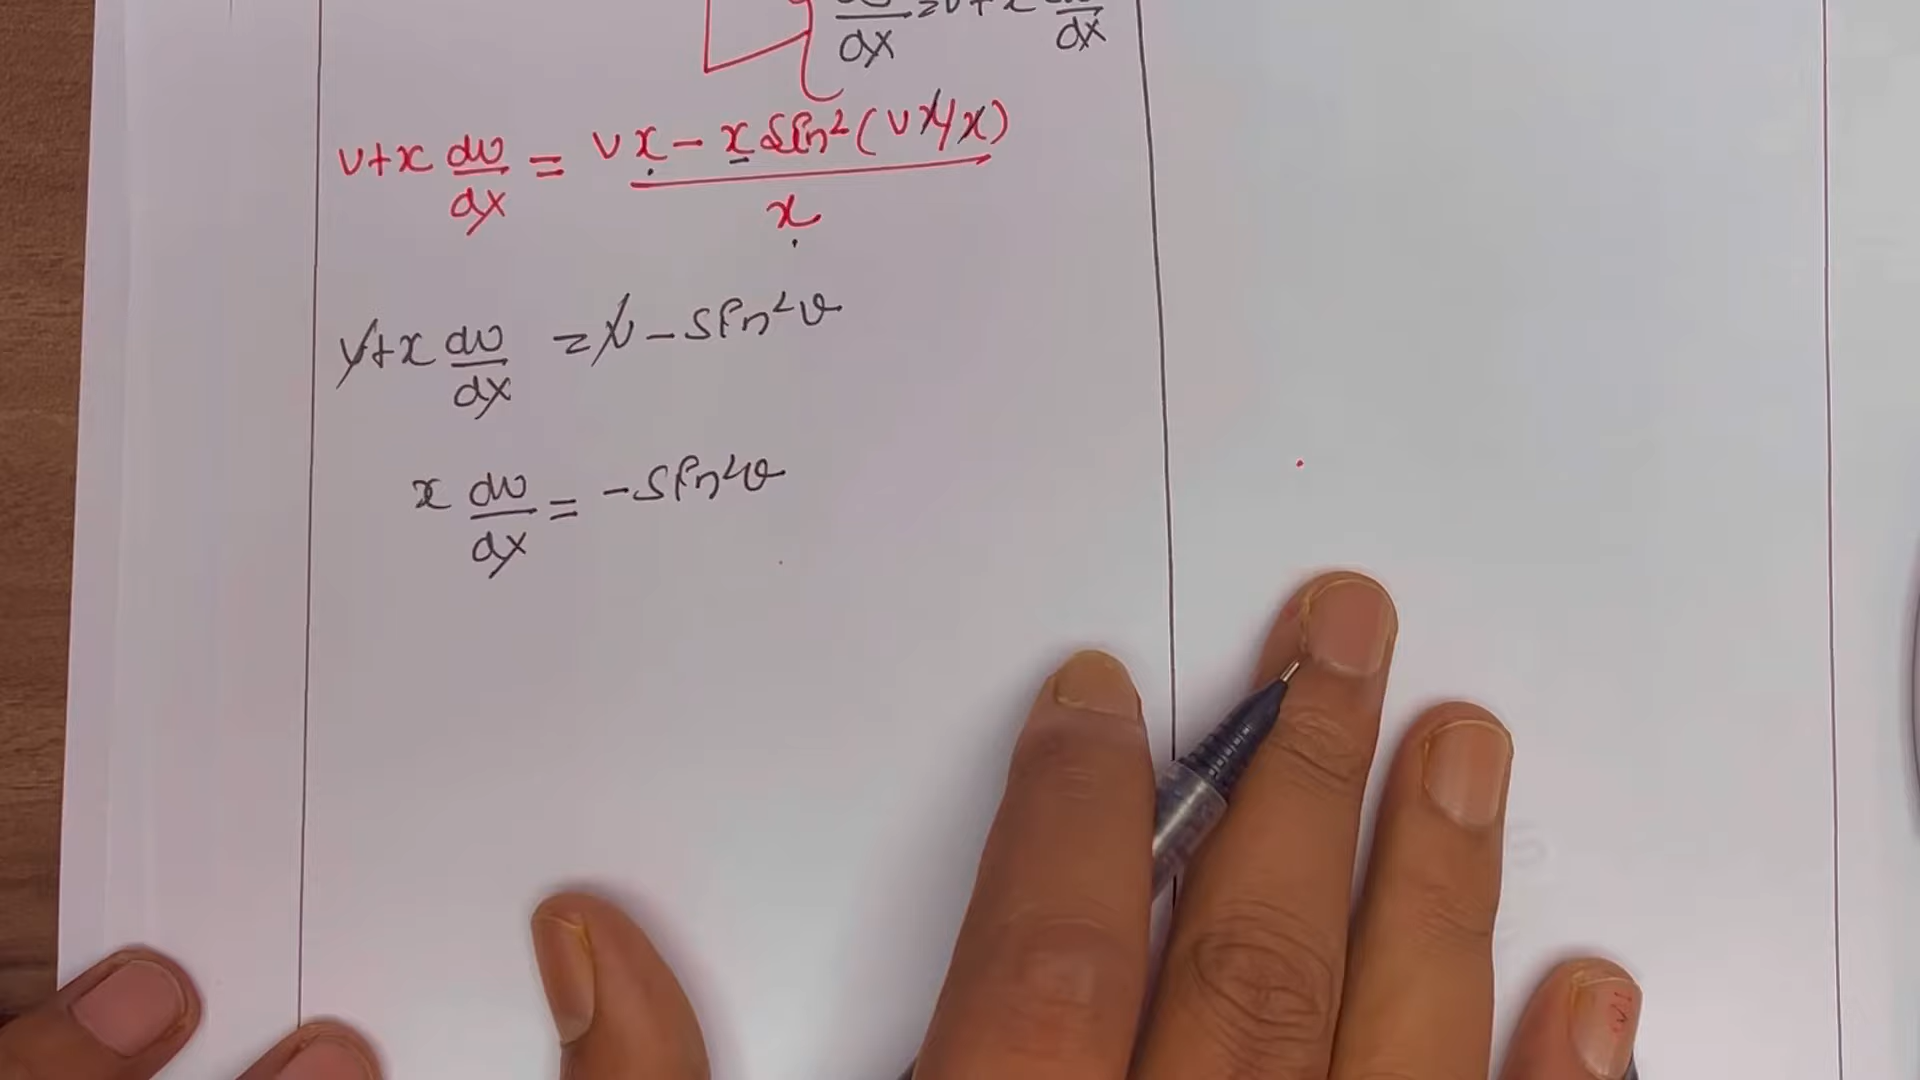 dv/dx = v + x dv/dx
v + x dv/dx = (vx - x sin²(vx/x))/x
v + x dv/dx = v - sin²v
x dv/dx = -sin²v